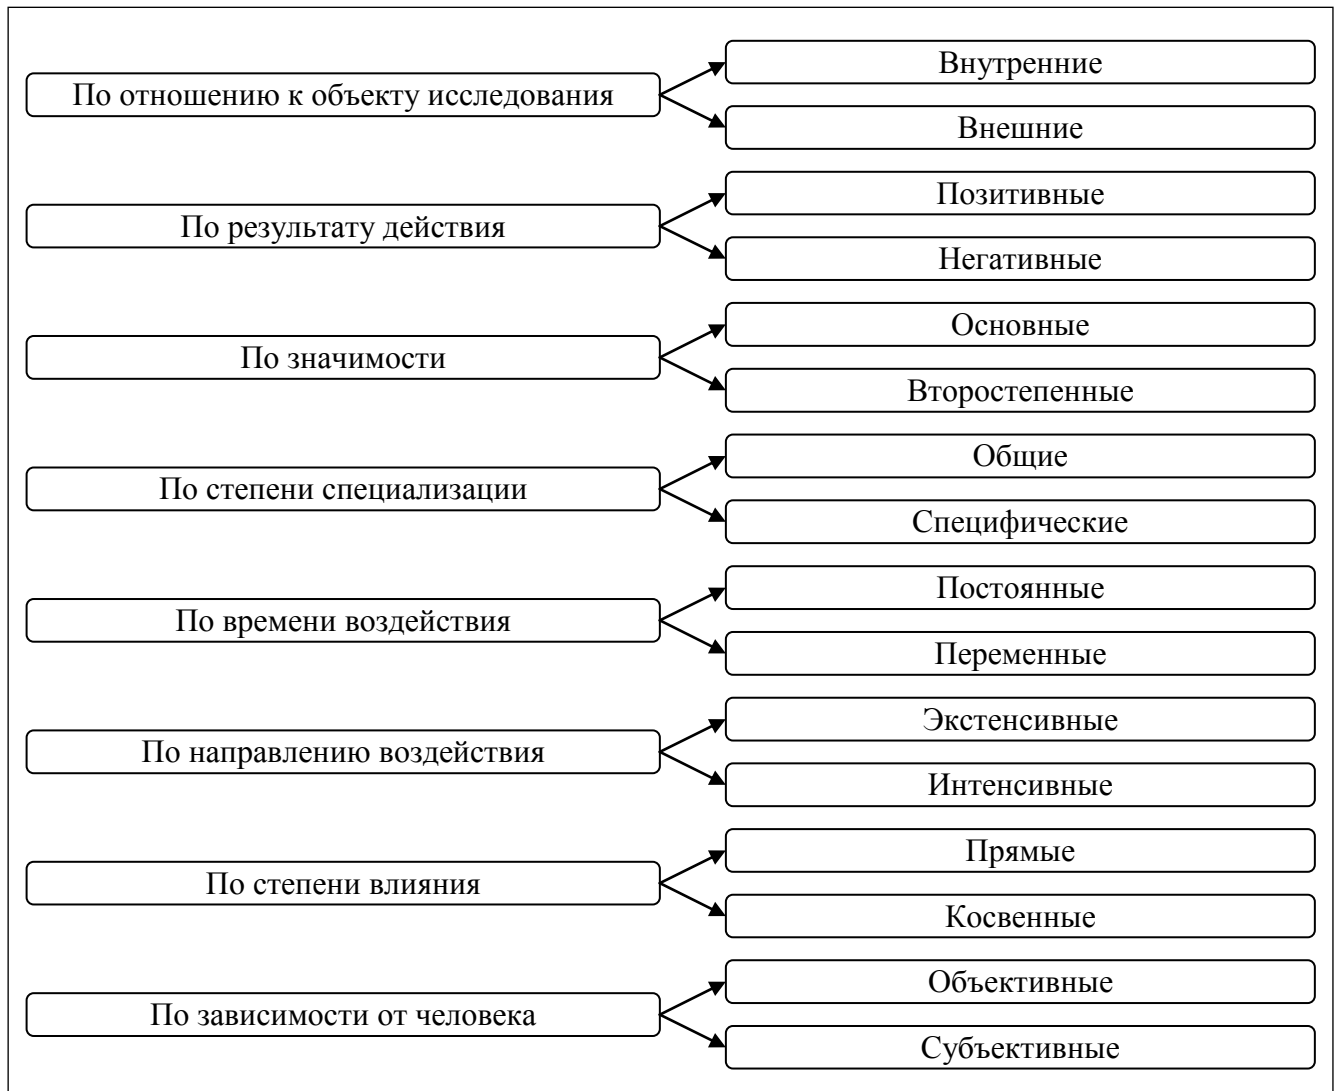 По отношению к объекту исследования
Внутренние
Внешние
По результату действия
Позитивные
Негативные
По значимости
Основные
Второстепенные
По степени специализации
Общие
Специфические
По времени воздействия
Постоянные
Переменные
По направлению воздействия
Экстенсивные
Интенсивные
По степени влияния
Прямые
Косвенные
По зависимости от человека
Объективные
Субъективные